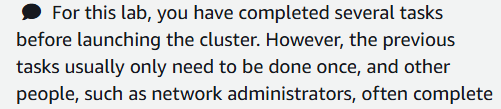 For this lab, you have completed several tasks
before launching the cluster. However, the previous
tasks usually only need to be done once, and other
people, such as network administrators, often complete